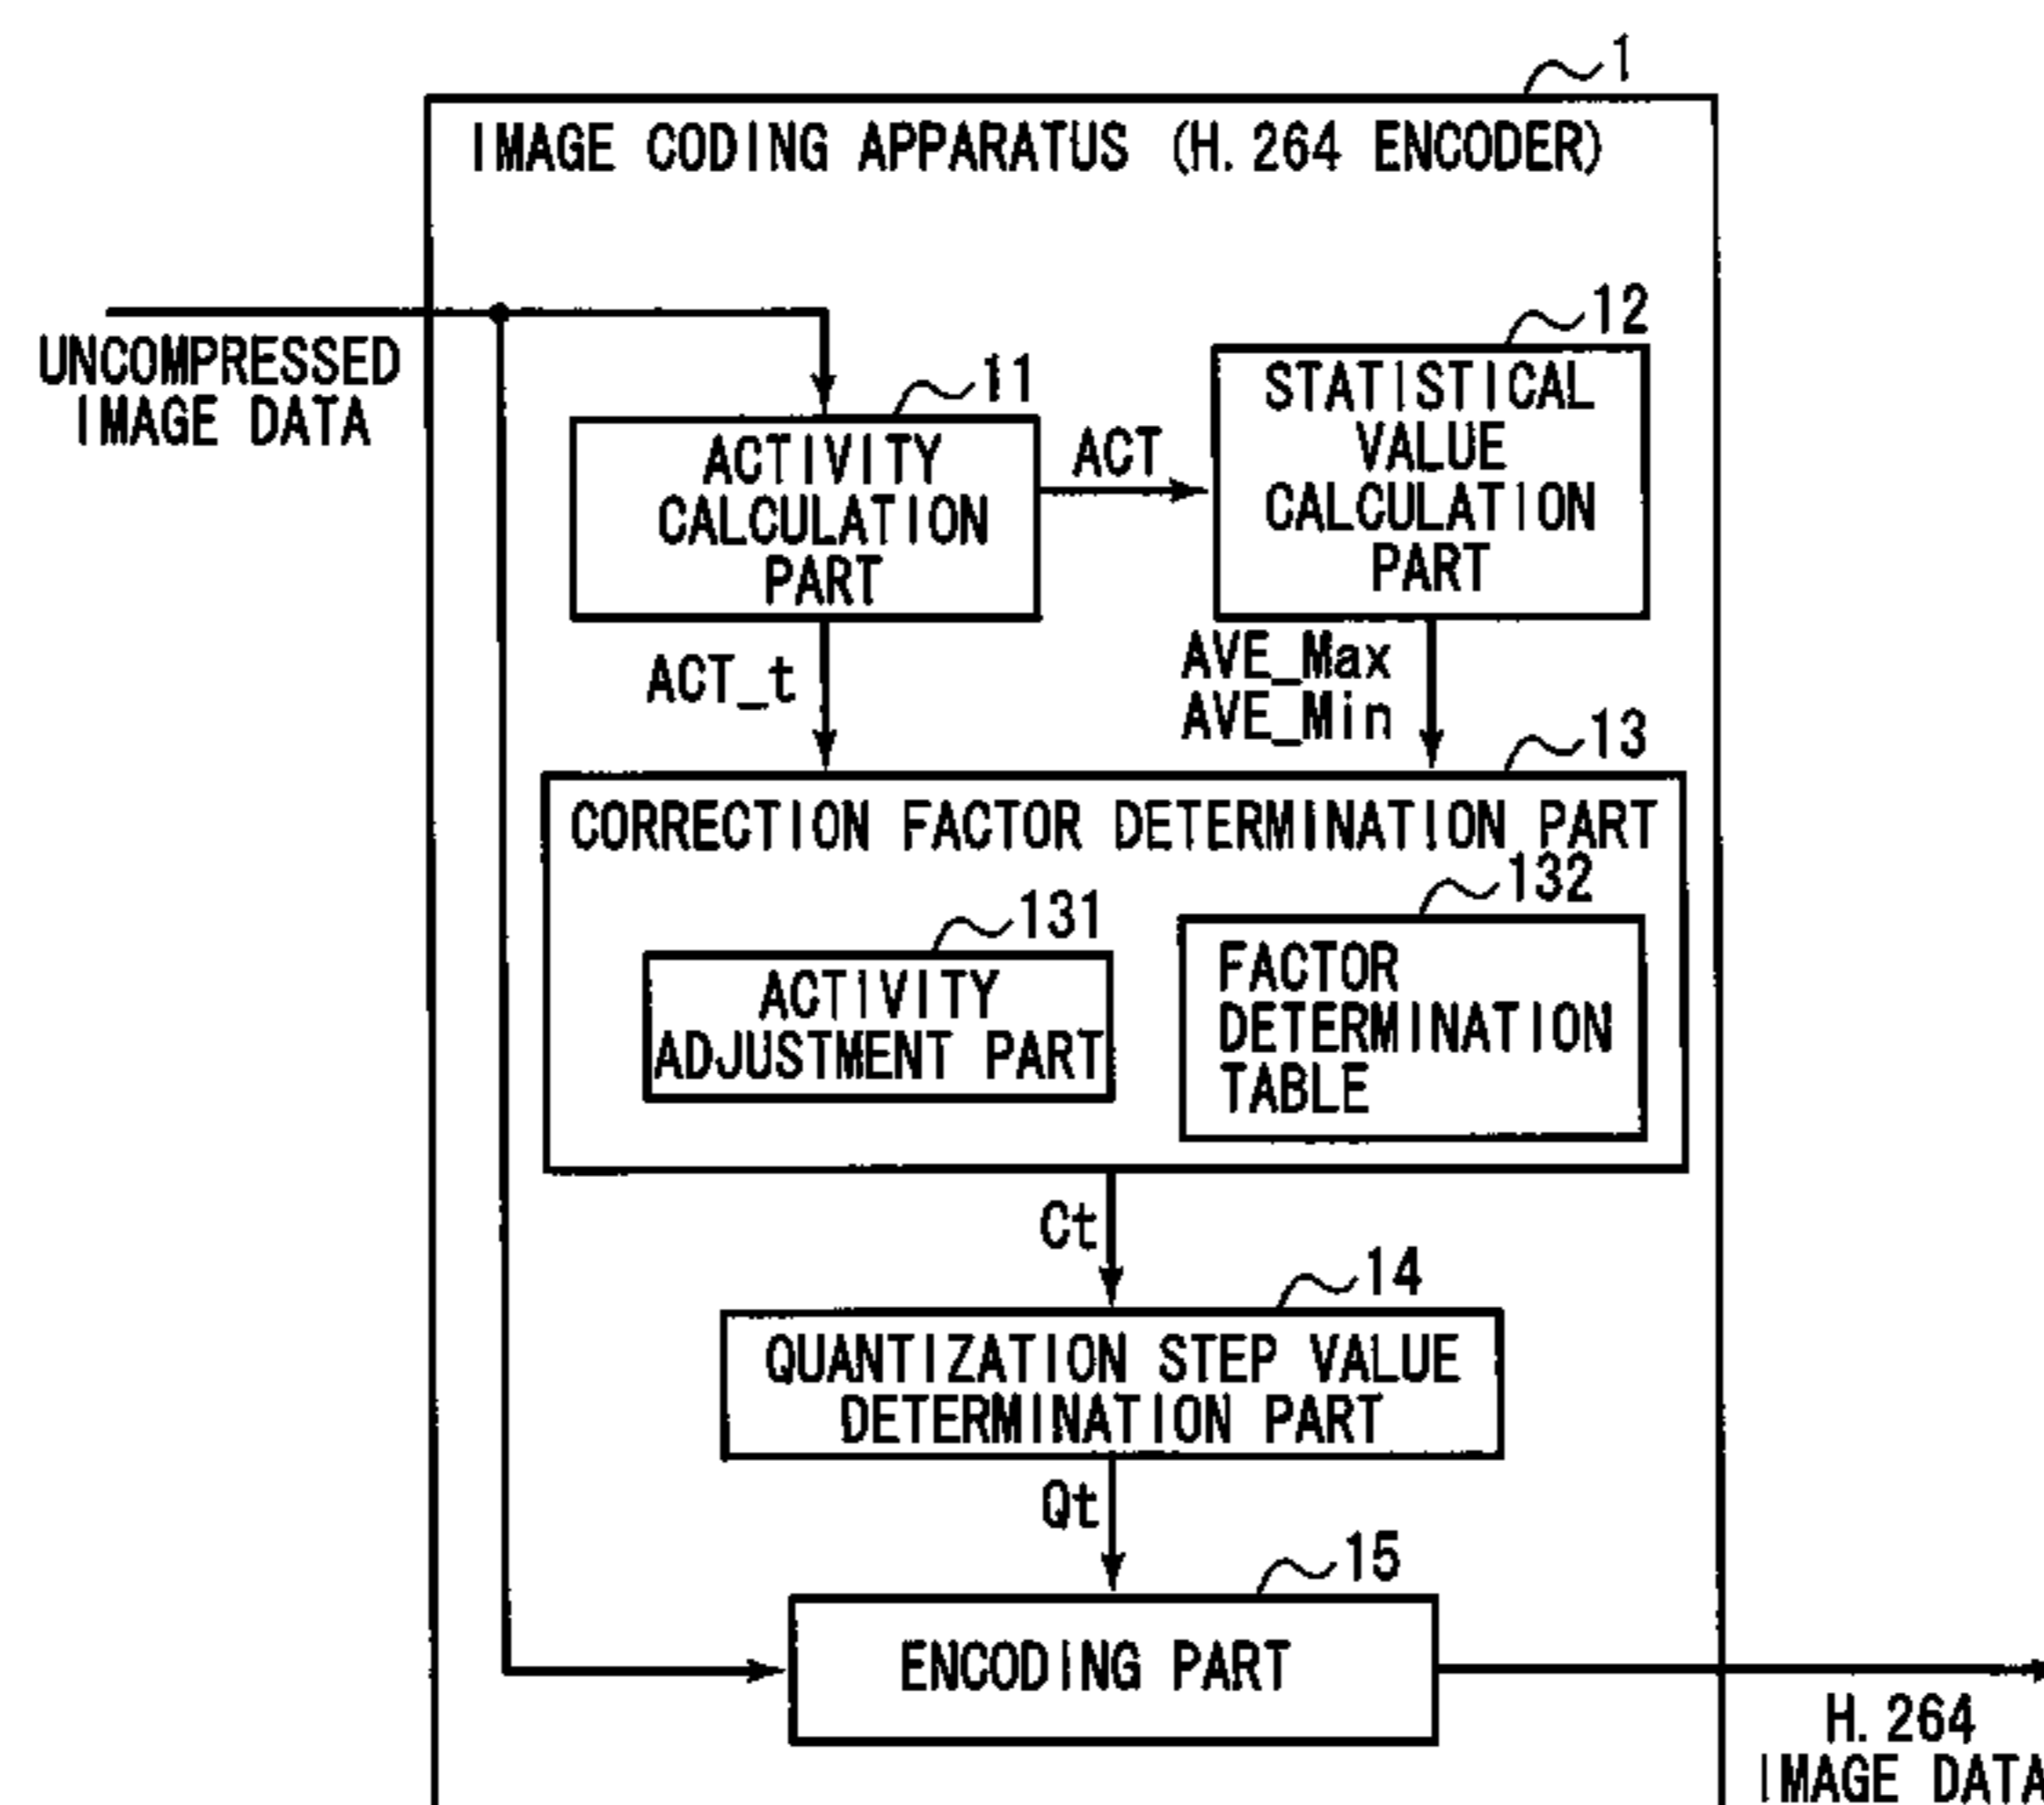 1
IMAGE CODING APPARATUS (H.264 ENCODER)
UNCOMPRESSED
IMAGE DATA
11
ACTIVITY
CALCULATION
PART
ACT
12
STATISTICAL
VALUE
CALCULATION
PART
ACT_t
AVE_Max
AVE_Min
13
CORRECTION FACTOR DETERMINATION PART
131
ACTIVITY
ADJUSTMENT PART
132
FACTOR
DETERMINATION
TABLE
Ct
14
QUANTIZATION STEP VALUE
DETERMINATION PART
Qt
15
ENCODING PART
H.264
IMAGE DATA